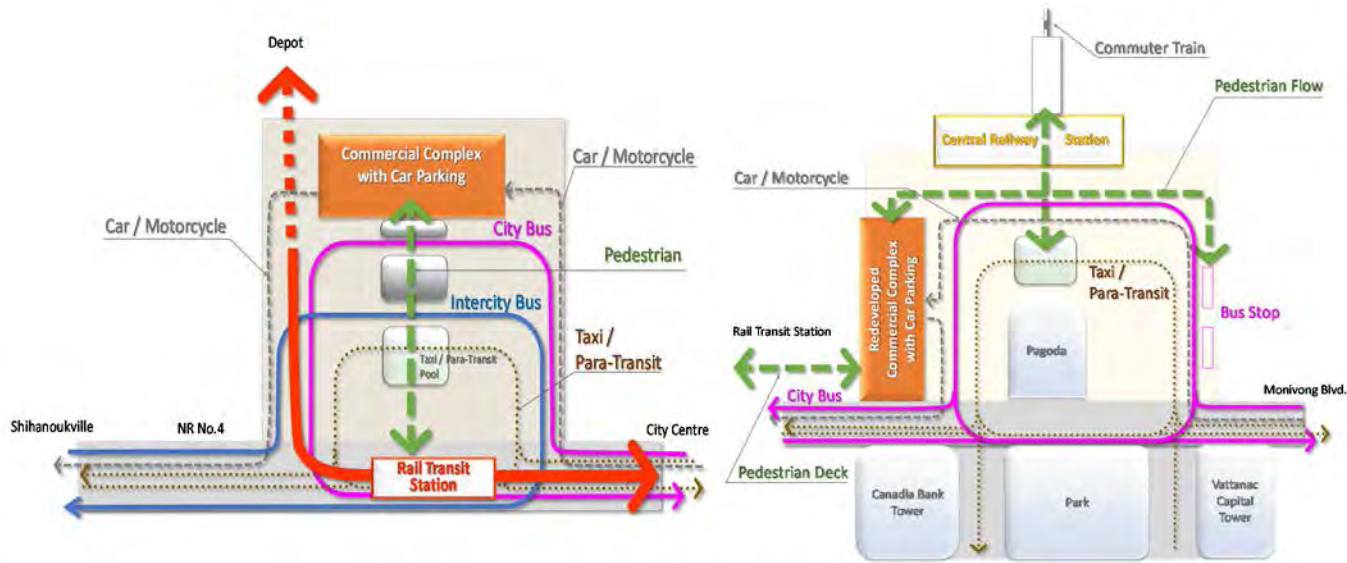 Depot
Commercial Complex
with Car Parking
Car / Motorcycle
Car / Motorcycle
City Bus
Pedestrian
Intercity Bus
Taxi /
Para-Transit
Taxi / Para-Transit
Pool
Shihanoukville
NR No.4
City Centre
Rail Transit
Station
Commuter Train
Pedestrian Flow
Central Railway Station
Car / Motorcycle
Redeveloped
Commercial Complex
with Car Parking
Taxi /
Para-Transit
Bus Stop
Rail Transit Station
Pagoda
City Bus
Monivong Blvd.
Pedestrian Deck
Canadia Bank
Tower
Park
Vattanac
Capital
Tower